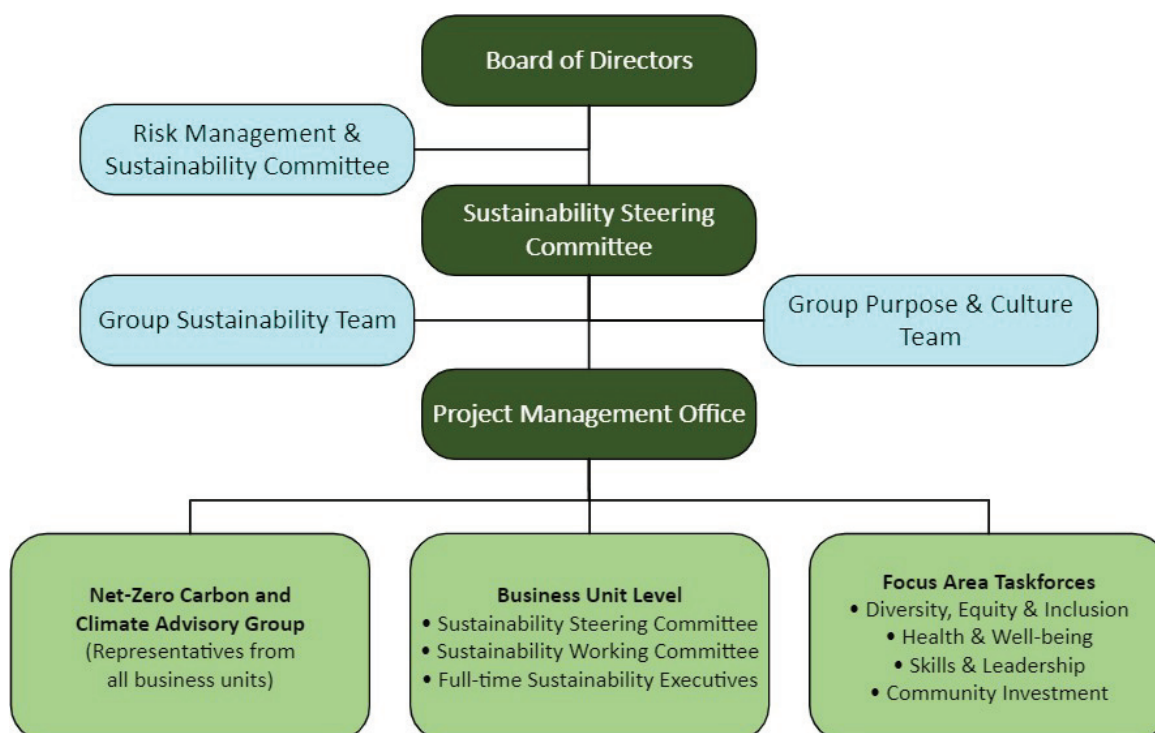 Board of Directors
Risk Management &
Sustainability Committee
Sustainability Steering
Committee
Group Sustainability Team
Group Purpose & Culture
Team
Project Management Office
Net-Zero Carbon and
Climate Advisory Group
(Representatives from
all business units)
Business Unit Level
• Sustainability Steering Committee
• Sustainability Working Committee
• Full-time Sustainability Executives
Focus Area Taskforces
• Diversity, Equity & Inclusion
• Health & Well-being
• Skills & Leadership
• Community Investment